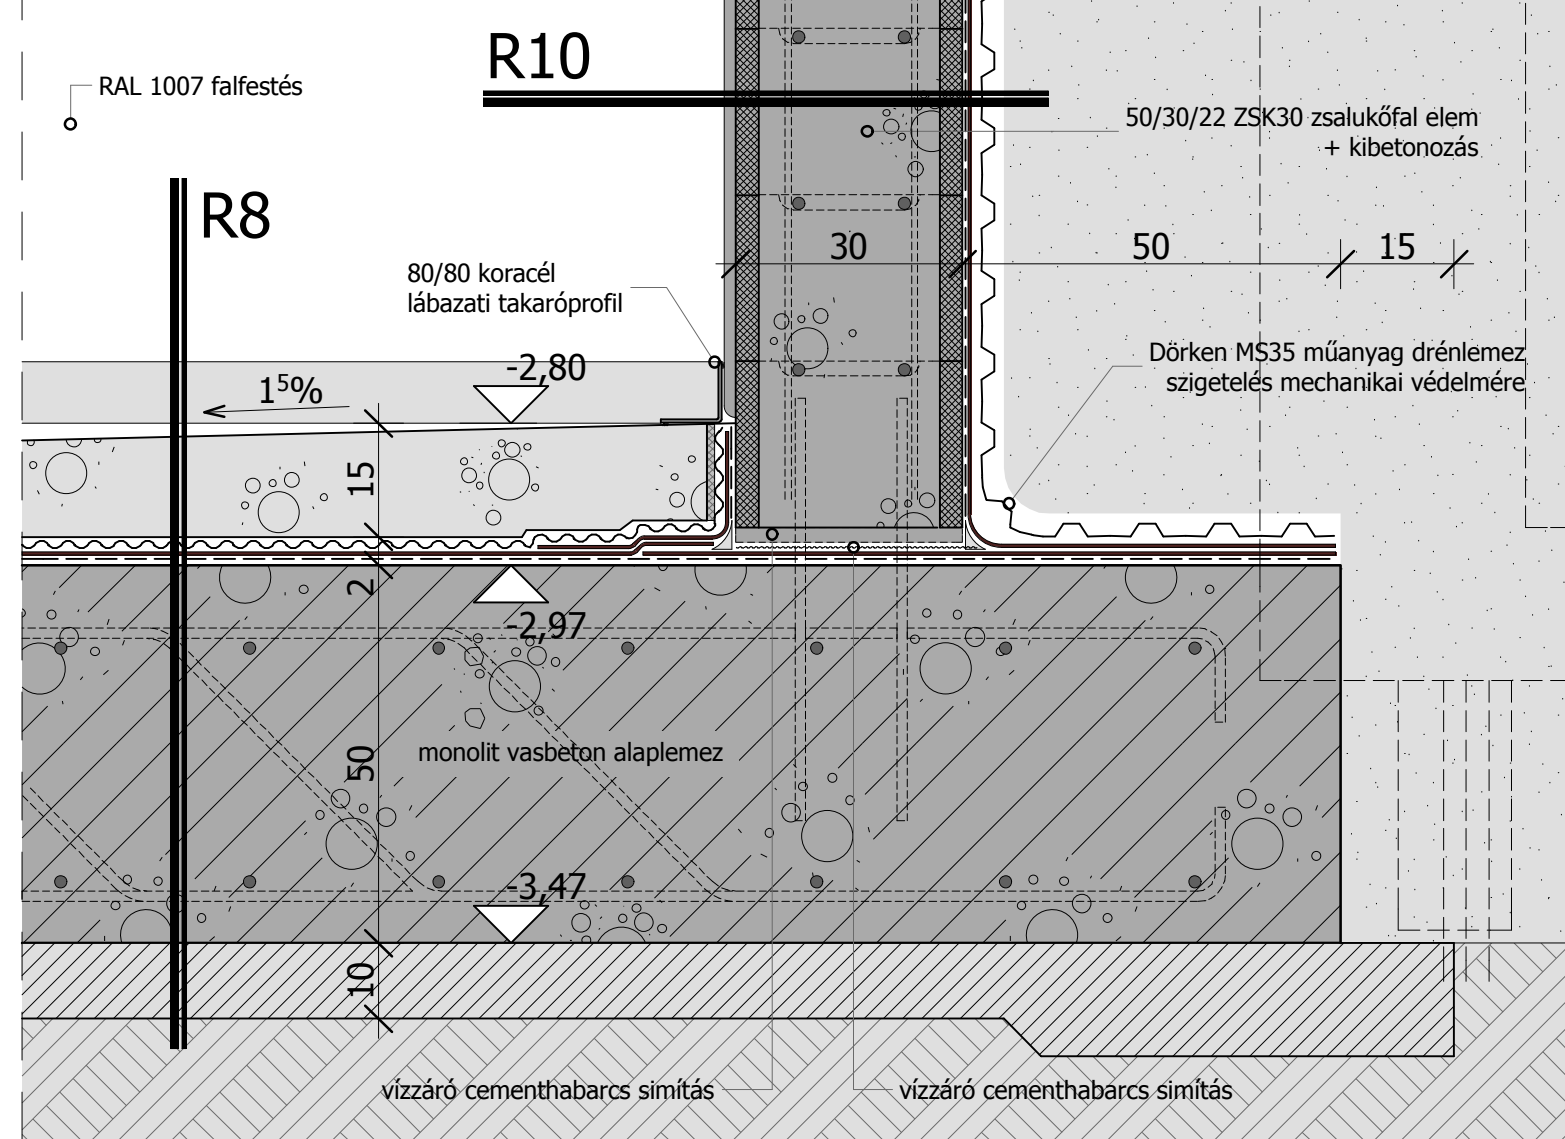 R10
RAL 1007 falfestés
50/30/22 ZSK30 zsalukőfal elem
+ kibetonozás
R8
30
50
15
80/80 koracél
lábazati takaróprofil
Dörken MS35 műanyag drénlemez
szigetelés mechanikai védelmére
-2,80
1⁵%
15
2
-2,97
monolit vasbeton alaplemez
50
-3,47
10
vízzáró cementhabarcs simítás
vízzáró cementhabarcs simítás